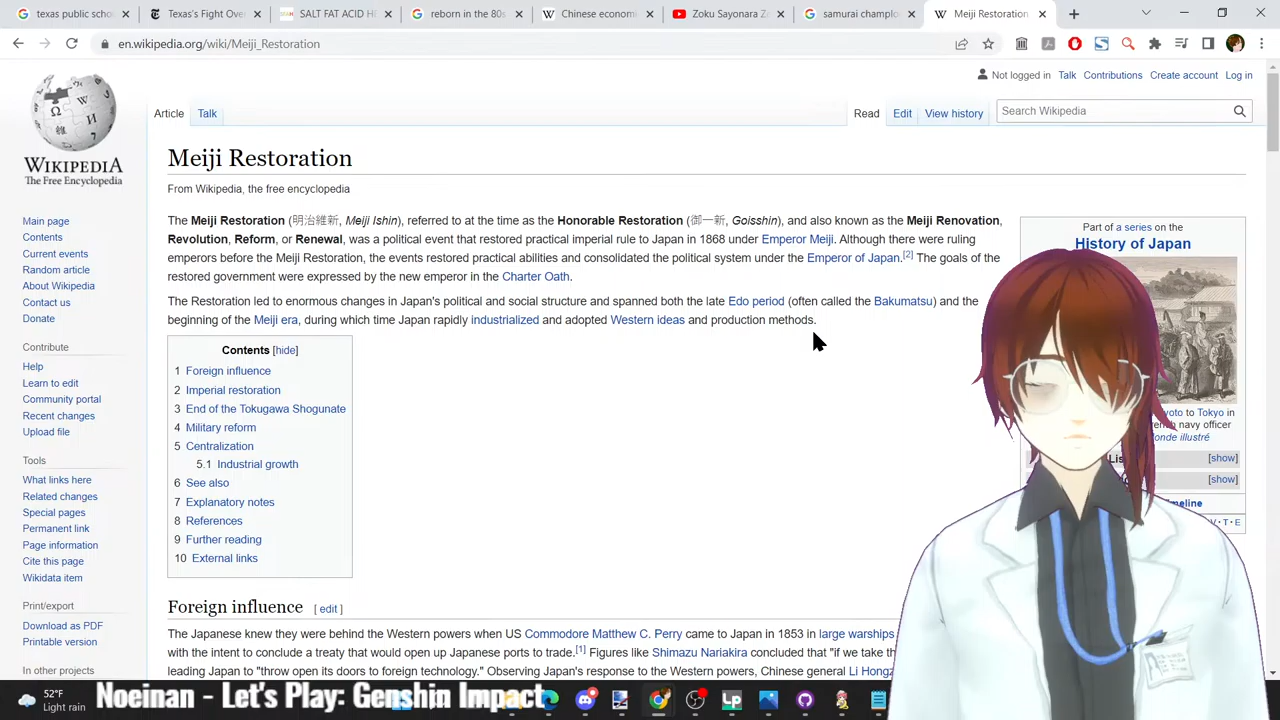 texas public scho
Texas's Fight Ove
SALT FAT ACID HE
reborn in the 80s
Chinese econom
Zoku Sayonara Ze
samurai champlo
Meiji Restoration
en.wikipedia.org/wiki/Meiji_Restoration
Not logged in Talk Contributions Create account Log in
Article Talk
Read Edit View history
Search Wikipedia
WIKIPEDIA
The Free Encyclopedia
Main page
Contents
Current events
Random article
About Wikipedia
Contact us
Donate
Contribute
Help
Learn to edit
Community portal
Recent changes
Upload file
Tools
What links here
Related changes
Special pages
Permanent link
Page information
Cite this page
Wikidata item
Print/export
Download as PDF
Printable version
In other projects
Meiji Restoration
From Wikipedia, the free encyclopedia
The Meiji Restoration (明治維新, Meiji Ishin), referred to at the time as the Honorable Restoration (御一新, Goisshin), and also known as the Meiji Renovation,
Revolution, Reform, or Renewal, was a political event that restored practical imperial rule to Japan in 1868 under Emperor Meiji. Although there were ruling
emperors before the Meiji Restoration, the events restored practical abilities and consolidated the political system under the Emperor of Japan.[2] The goals of the
restored government were expressed by the new emperor in the Charter Oath.
The Restoration led to enormous changes in Japan's political and social structure and spanned both the late Edo period (often called the Bakumatsu) and the
beginning of the Meiji era, during which time Japan rapidly industrialized and adopted Western ideas and production methods.
Contents [hide]
1 Foreign influence
2 Imperial restoration
3 End of the Tokugawa Shogunate
4 Military reform
5 Centralization
5.1 Industrial growth
6 See also
7 Explanatory notes
8 References
9 Further reading
10 External links
Foreign influence [ edit ]
The Japanese knew they were behind the Western powers when US Commodore Matthew C. Perry came to Japan in 1853 in large warships
with the intent to conclude a treaty that would open up Japanese ports to trade.[1] Figures like Shimazu Nariakira concluded that "if we take th
leading Japan to "throw open its doors to foreign technology." Observing Japan's response to the Western powers, Chinese general Li Hongz
Part of a series on the
History of Japan
yoto to Tokyo in
navy officer
onde illustré
Lis
[show]
[show]
meline
V · T · E
52°F
Light rain
Noeinan - Let's Play: Genshin Impact